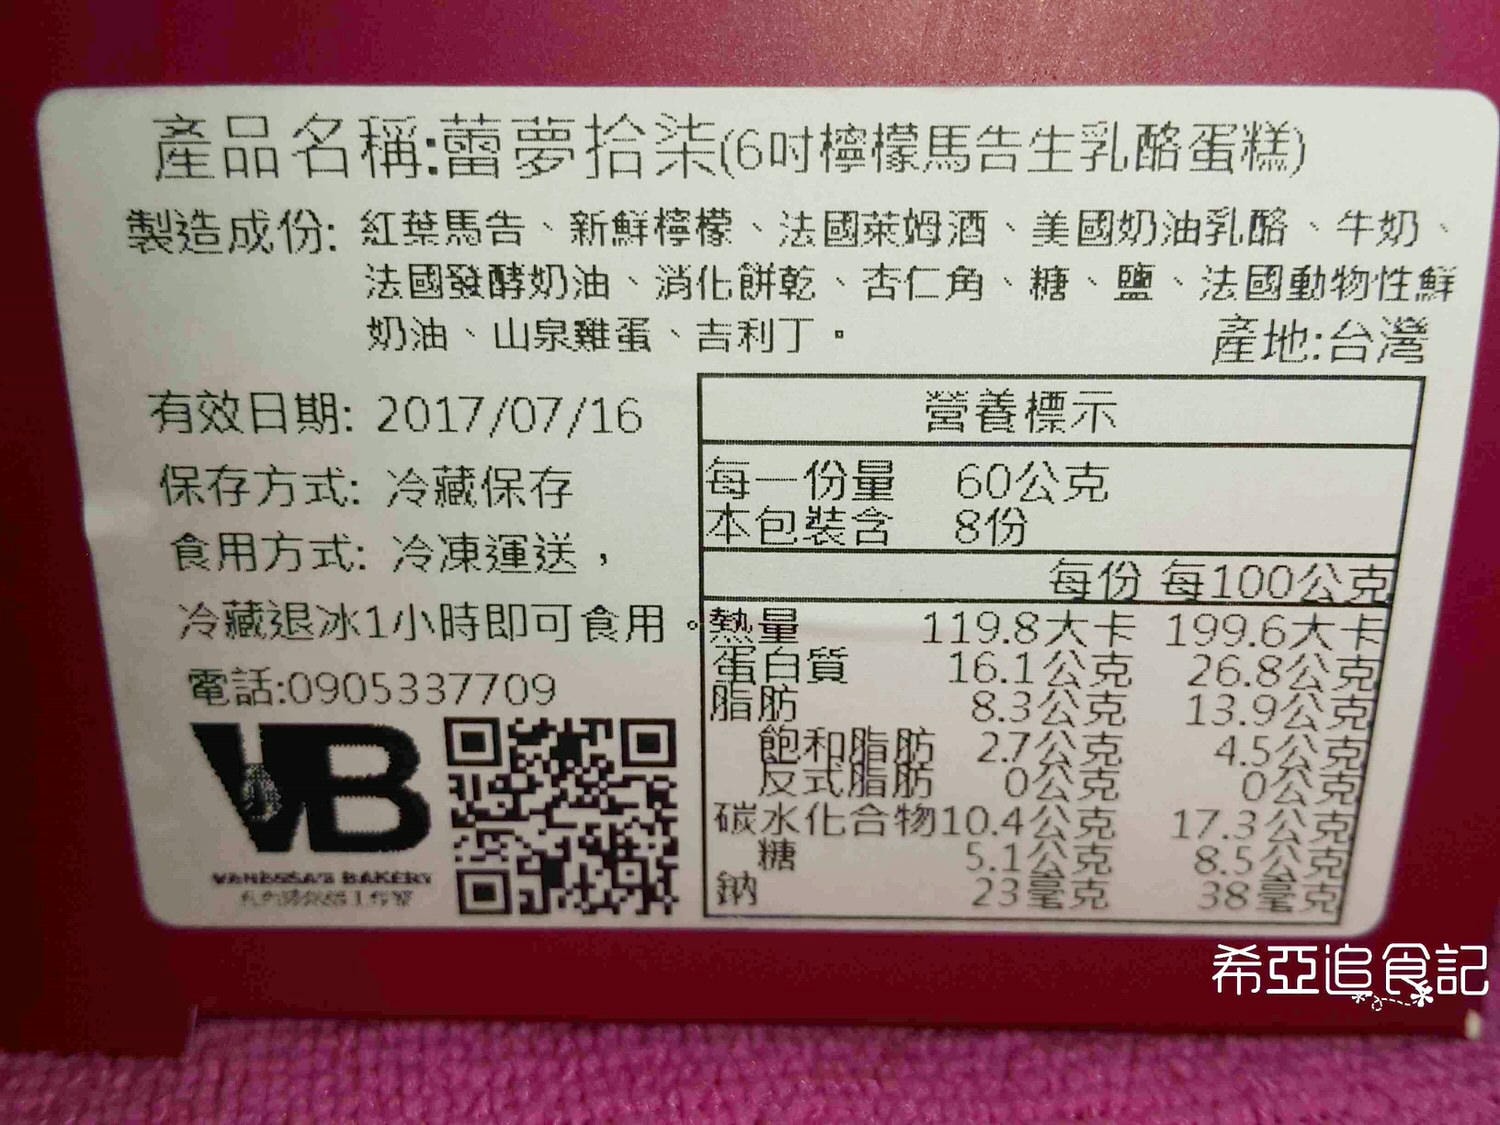 產品名稱:蕾夢拾柒(6吋檸檬馬告生乳酪蛋糕)
製造成份: 紅葉馬告、新鮮檸檬、法國萊姆酒、美國奶油乳酪、牛奶、
法國發酵奶油、消化餅乾、杏仁角、糖、鹽、法國動物性鮮
奶油、山泉雞蛋、吉利丁。
產地:台灣
有效日期: 2017/07/16
保存方式: 冷藏保存
食用方式: 冷凍運送，
冷藏退冰1小時即可食用。
電話:0905337709
VB
VANESSA'S BAKERY
營養標示
每一份量 60公克
本包裝含 8份
每份 每100公克
熱量 119.8大卡 199.6大卡
蛋白質 16.1公克 26.8公克
脂肪 8.3公克 13.9公克
飽和脂肪 2.7公克 4.5公克
反式脂肪 0公克 0公克
碳水化合物10.4公克 17.3公克
糖 5.1公克 8.5公克
鈉 23毫克 38毫克
希亞追食記